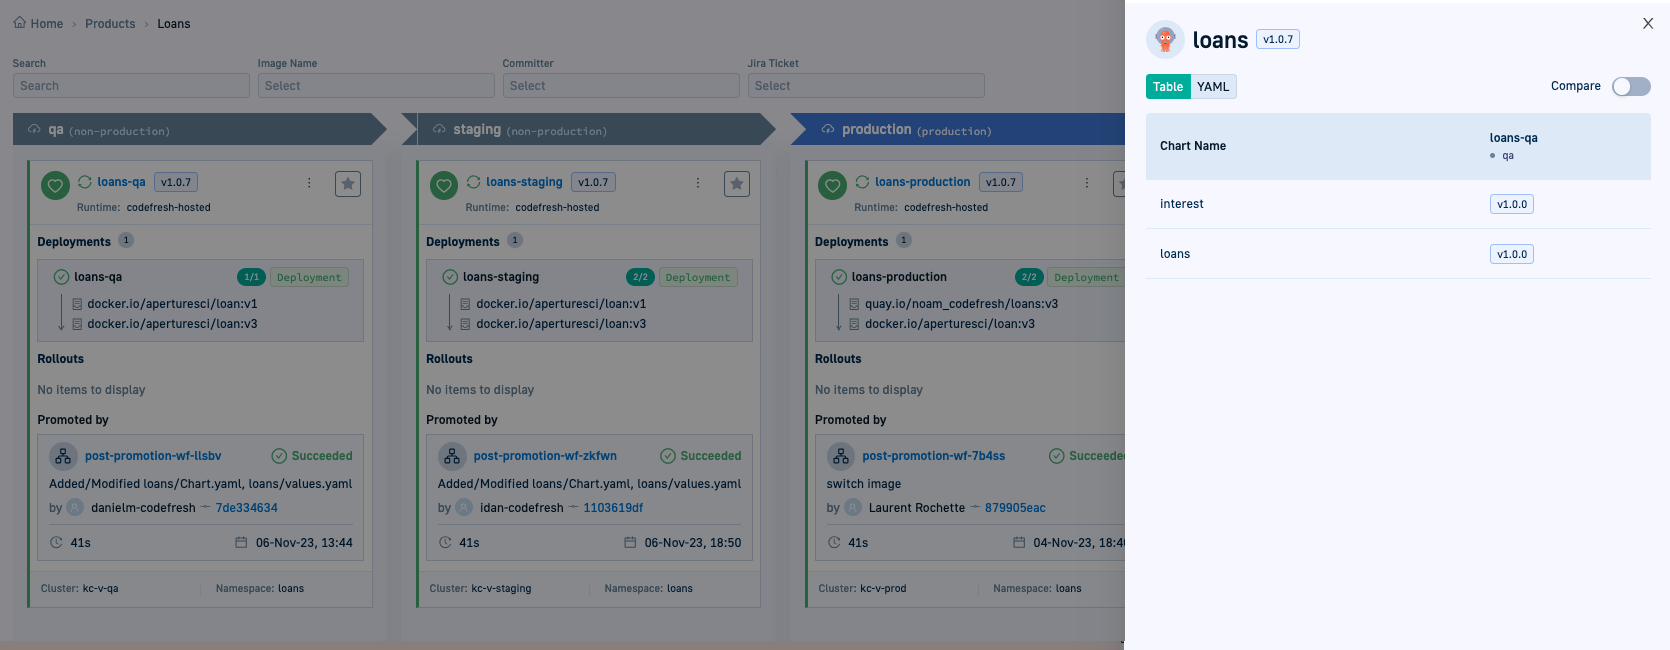 Home › Products › Loans
Search
Image Name
Committer
Jira Ticket
Search
Select
Select
Select
qa (non-production)
loans-qa v1.0.7
Runtime: codefresh-hosted
Deployments 1
loans-qa 1/1 Deployment
docker.io/aperturesci/loan:v1
docker.io/aperturesci/loan:v3
Rollouts
No items to display
Promoted by
post-promotion-wf-llsbv Succeeded
Added/Modified loans/Chart.yaml, loans/values.yaml
by danielm-codefresh 7de334634
41s 06-Nov-23, 13:44
Cluster: kc-v-qa Namespace: loans
staging (non-production)
loans-staging v1.0.7
Runtime: codefresh-hosted
Deployments 1
loans-staging 2/2 Deployment
docker.io/aperturesci/loan:v1
docker.io/aperturesci/loan:v3
Rollouts
No items to display
Promoted by
post-promotion-wf-zkfwn Succeeded
Added/Modified loans/Chart.yaml, loans/values.yaml
by idan-codefresh 1103619df
41s 06-Nov-23, 18:50
Cluster: kc-v-staging Namespace: loans
production (production)
loans-production v1.0.7
Runtime: codefresh-hosted
Deployments 1
loans-production 2/2 Deployment
quay.io/noam_codefresh/loans:v3
docker.io/aperturesci/loan:v3
Rollouts
No items to display
Promoted by
post-promotion-wf-7b4ss Succeede
switch image
by Laurent Rochette 879905eac
41s 04-Nov-23, 18:4
Cluster: kc-v-prod Namespace: loans
loans v1.0.7
Table YAML
Compare
Chart Name
loans-qa
qa
interest v1.0.0
loans v1.0.0